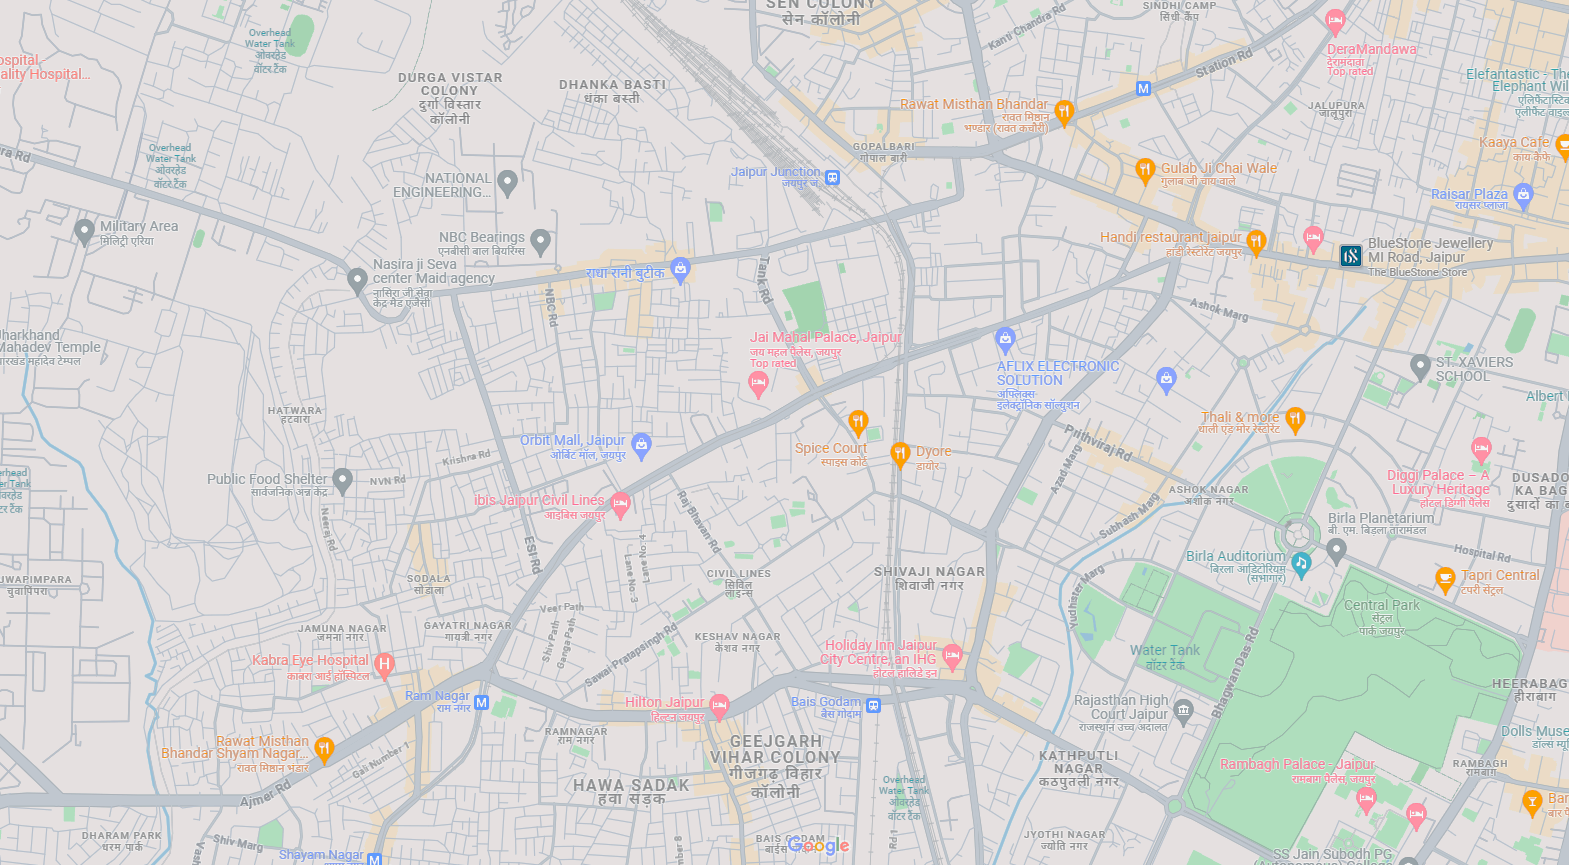 SEN COLONY
सेन कॉलोनी
SINDHI CAMP
सिंधी कैंप
Kanti Chandra Rd
DeraMandawa
देरामंदावा
Top rated
Station Rd
Overhead
Water Tank
ओवरहेड
वॉटर टैंक
ospital -
ality Hospital...
DURGA VISTAR
COLONY
दुर्गा विस्तार
कॉलोनी
DHANKA BASTI
धंका बस्ती
Rawat Misthan Bhandar
रावत मिष्ठान
भण्डार (रावत कचौरी)
JALUPURA
जालूपुरा
Elefantastic - The
Elephant Wil
GOPALBARI
गोपाल बारी
Kaaya Cafe
काय कैफे
ra Rd
Overhead
Water Tank
ओवरहेड
वॉटर टैंक
NATIONAL
ENGINEERING...
Jaipur Junction
जयपुर जं
Gulab Ji Chai Wale
गुलाब जी चाय वाले
Raisar Plaza
रायसर प्लाजा
Military Area
मिलिट्री एरिया
NBC Bearings
एनबीसी बाल बियरिंग्स
Handi restaurant jaipur
हांडी रेस्टोरेंट जयपुर
BlueStone Jewellery
MI Road, Jaipur
The BlueStone Store
Nasira ji Seva
center Maid agency
नासिरा जी सेवा
केंद्र मैड एजेंसी
राधा रानी बुटीक
Tank Rd
NBC Rd
Ashok Marg
Jharkhand
Mahadev Temple
झारखंड महादेव टेम्पल
Jai Mahal Palace, Jaipur
जय महल पैलेस, जयपुर
Top rated
AFLIX ELECTRONIC
SOLUTION
अफ्लिक्स
इलेक्ट्रॉनिक सॉल्यूशन
ST. XAVIERS
SCHOOL
Albert
HATWARA
हटवारा
Thali & more
थाली एंड मोर रेस्टोरेंट
Orbit Mall, Jaipur
ओर्बिट मॉल, जयपुर
Spice Court
स्पाइस कोर्ट
Dyore
डायोर
Prithviraj Rd
Azad Marg
Krishna Rd
NVN Rd
Public Food Shelter
सार्वजनिक अन्न केंद्र
Diggi Palace – A
Luxury Heritage
होटल डिग्गी पैलेस
DUSADO
KA BAG
दुसादों का ब
ASHOK NAGAR
अशोक नगर
ibis Jaipur Civil Lines
आइबिस जयपुर
Neeraj Rd
Raj Bhavan Rd
Subhash Marg
Birla Planetarium
बी. एम. बिड़ला तारामंडल
ESI Rd
Lane No. 3
Lane No. 4
Birla Auditorium
बिरला आडिटोरियम
(सभागार)
Hospital Rd
SHIVAJI NAGAR
शिवाजी नगर
CIVIL LINES
सिविल
लाइन्स
Tapri Central
टपरी सेंट्रल
UWAPIMPARA
चुवापिंपरा
SODALA
सोडाला
Yudhister Marg
Central Park
सेंट्रल
पार्क जयपुर
Veer Path
Shiv Path
Ganga Path
JAMUNA NAGAR
जमना नगर
GAYATRI NAGAR
गायत्री नगर
Sawai Pratapsingh Rd
KESHAV NAGAR
केशव नगर
Holiday Inn Jaipur
City Centre, an IHG
होटल हॉलिडे इन
Water Tank
वॉटर टैंक
Bhagwan Das Rd
Kabra Eye Hospital
काबरा आई हॉस्पिटल
HEERABAG
हीराबाग
Ram Nagar
राम नगर
Hilton Jaipur
हिल्टन जयपुर
Bais Godam
बैस गोदाम
Rajasthan High
Court Jaipur
राजस्थान उच्च अदालत
RAMNAGAR
राम नगर
Dolls Muse
डॉल्स म्यूजि
Rawat Misthan
Bhandar Shyam Nagar...
रावत मिष्ठान भंडार
Gali Number 1
GEEJGARH
VIHAR COLONY
गीजगढ विहार
कॉलोनी
KATHPUTLI
NAGAR
कठपुतली नगर
Rambagh Palace - Jaipur
रामबाग पैलेस, जयपुर
RAMBAGH
रामबाग
HAWA SADAK
हवा सड़क
Overhead
Water Tank
ओवरहेड
वॉटर टैंक
Ajmer Rd
Bar
बार पै
DHARAM PARK
धरम पार्क
Shiv Marg
BAIS GODAM
Google
JYOTHI NAGAR
ज्योति नगर
Rd 1
Shayam Nagar
SS Jain Subodh PG
(Autonomous) College